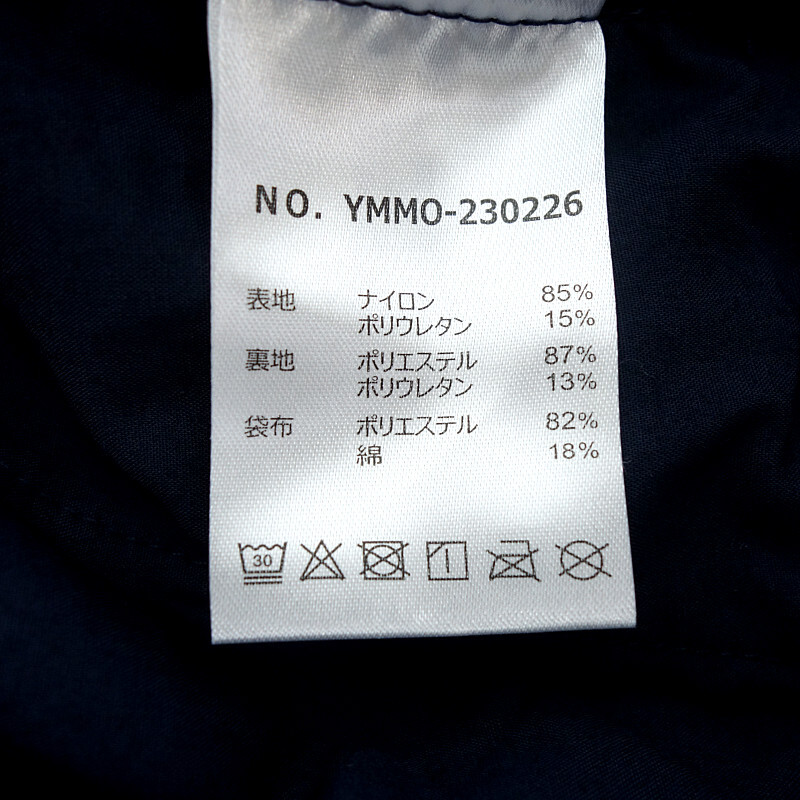 NO. YMMO-230226
表地 ナイロン 85%
ポリウレタン 15%
裏地 ポリエステル 87%
ポリウレタン 13%
袋布 ポリエステル 82%
綿 18%
30